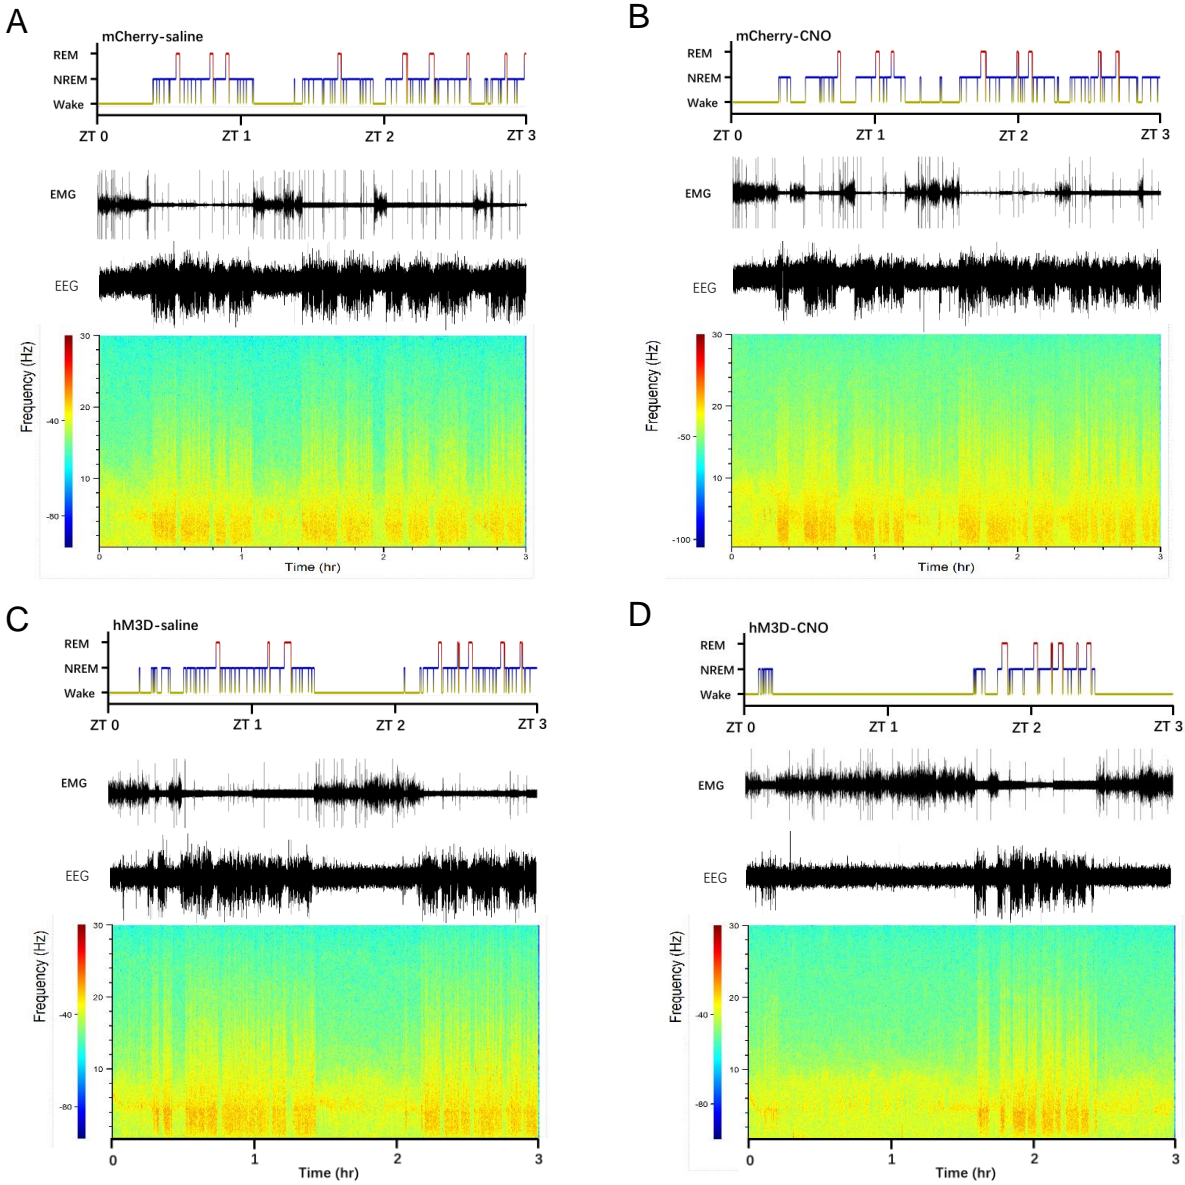 A
mCherry-saline
REM
NREM
Wake
ZT 0
ZT 1
ZT 2
ZT 3
EMG
EEG
Frequency (Hz)
30
20
10
-40
-80
0
1
2
3
Time (hr)
B
mCherry-CNO
REM
NREM
Wake
ZT 0
ZT 1
ZT 2
ZT 3
EMG
EEG
Frequency (Hz)
30
20
10
-50
-100
0
1
2
3
Time (hr)
C
hM3D-saline
REM
NREM
Wake
ZT 0
ZT 1
ZT 2
ZT 3
EMG
EEG
Frequency (Hz)
30
20
10
-40
-80
0
1
2
3
Time (hr)
D
hM3D-CNO
REM
NREM
Wake
ZT 0
ZT 1
ZT 2
ZT 3
EMG
EEG
Frequency (Hz)
30
20
10
-40
-80
0
1
2
3
Time (hr)